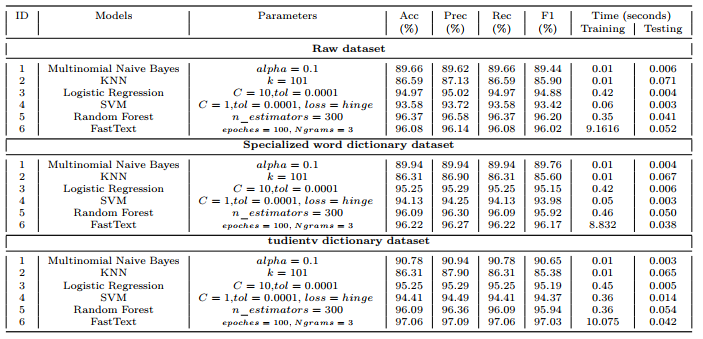 ID Models Parameters Acc Prec Rec F1 Time (seconds)
(%) (%) (%) (%) Training Testing
Raw dataset
1 Multinomial Naive Bayes alpha = 0.1 89.66 89.62 89.66 89.44 0.01 0.006
2 KNN k = 101 86.59 87.13 86.59 85.90 0.01 0.071
3 Logistic Regression C = 10,tol = 0.0001 94.97 95.02 94.97 94.88 0.42 0.004
4 SVM C = 1,tol = 0.0001, loss = hinge 93.58 93.72 93.58 93.42 0.06 0.003
5 Random Forest n_estimators = 300 96.37 96.58 96.37 96.20 0.35 0.041
6 FastText epoches = 100, Ngrams = 3 96.08 96.14 96.08 96.02 9.1616 0.052
Specialized word dictionary dataset
1 Multinomial Naive Bayes alpha = 0.1 89.94 89.94 89.94 89.76 0.01 0.004
2 KNN k = 101 86.31 86.90 86.31 85.60 0.01 0.067
3 Logistic Regression C = 10,tol = 0.0001 95.25 95.29 95.25 95.15 0.42 0.006
4 SVM C = 1,tol = 0.0001, loss = hinge 94.13 94.25 94.13 93.98 0.05 0.003
5 Random Forest n_estimators = 300 96.09 96.30 96.09 95.92 0.46 0.050
6 FastText epoches = 100, Ngrams = 3 96.22 96.27 96.22 96.17 8.832 0.038
tudientv dictionary dataset
1 Multinomial Naive Bayes alpha = 0.1 90.78 90.94 90.78 90.65 0.01 0.003
2 KNN k = 101 86.31 87.90 86.31 85.38 0.01 0.065
3 Logistic Regression C = 10,tol = 0.0001 95.25 95.29 95.25 95.19 0.45 0.005
4 SVM C = 1,tol = 0.0001, loss = hinge 94.41 94.49 94.41 94.37 0.36 0.014
5 Random Forest n_estimators = 300 96.09 96.36 96.09 95.94 0.36 0.054
6 FastText epoches = 100, Ngrams = 3 97.06 97.09 97.06 97.03 10.075 0.042